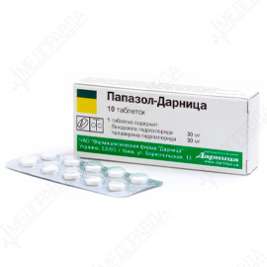 Папазол-Дарница
10 таблеток
1 таблетка содержит:
бендазола гидрохлорида 30 мг
папаверина гидрохлорида 30 мг
ЧАО "Фармацевтическая фирма "Дарница"
Украина, 02093, г. Киев, ул. Бориспольская, 13
Дарница